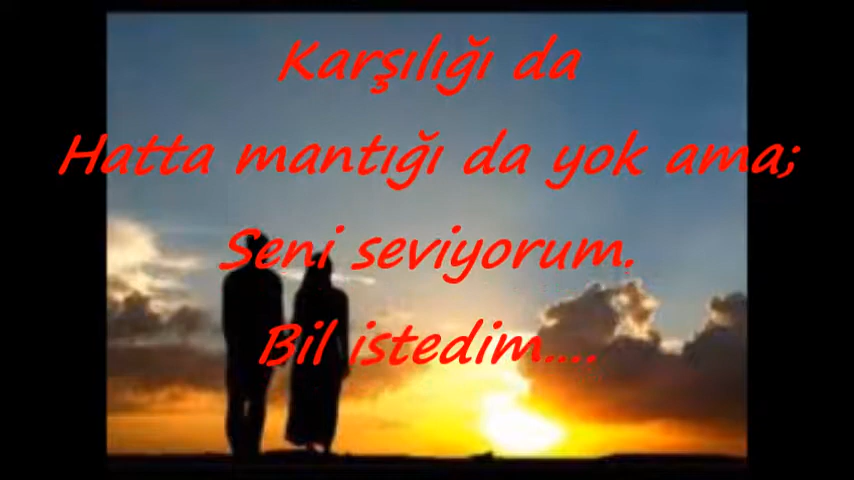 Karşılığı da
Hatta mantığı da yok ama;
Seni seviyorum.
Bil istedim....